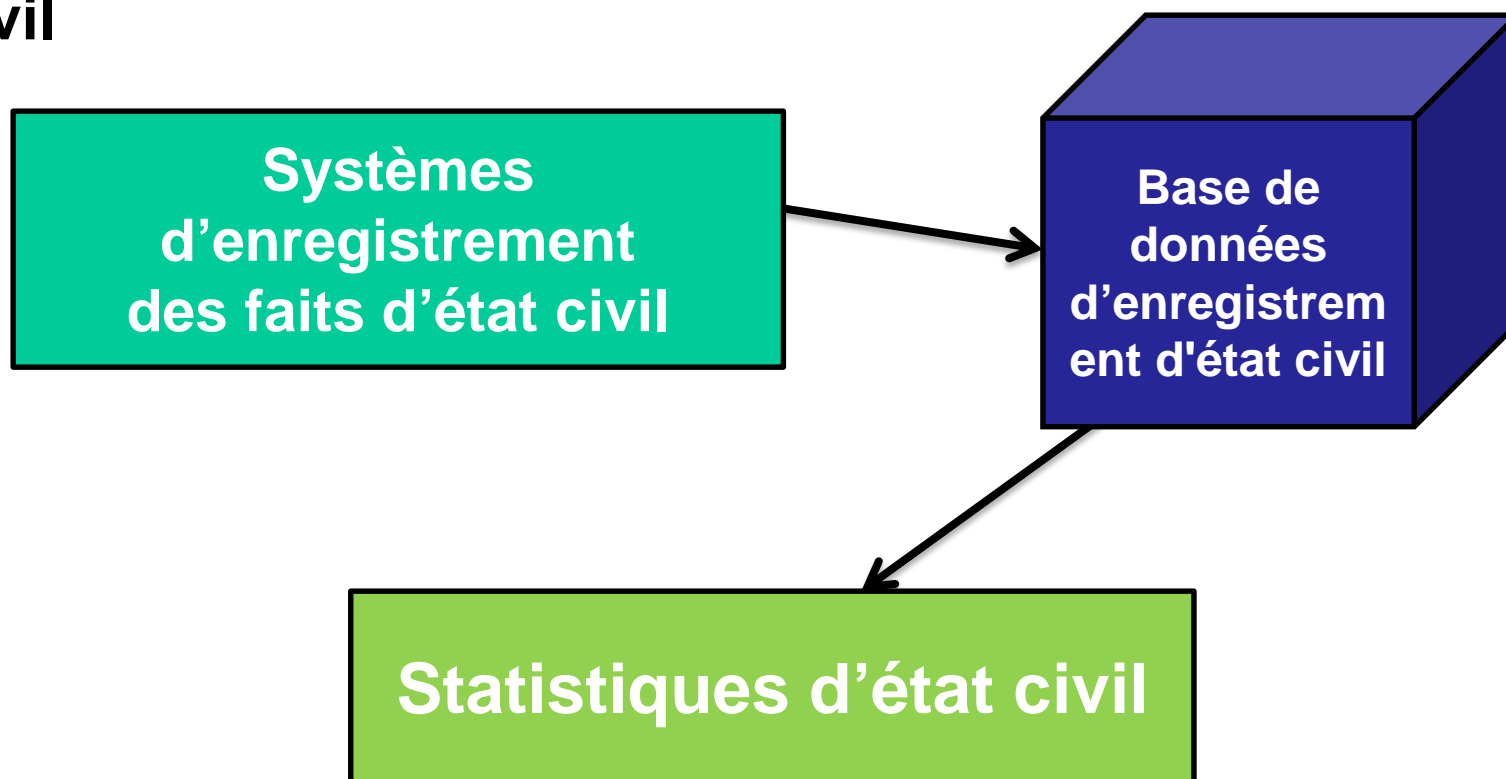 vil
Systèmes
d’enregistrement
des faits d’état civil
Base de
données
d’enregistrem
ent d'état civil
Statistiques d’état civil